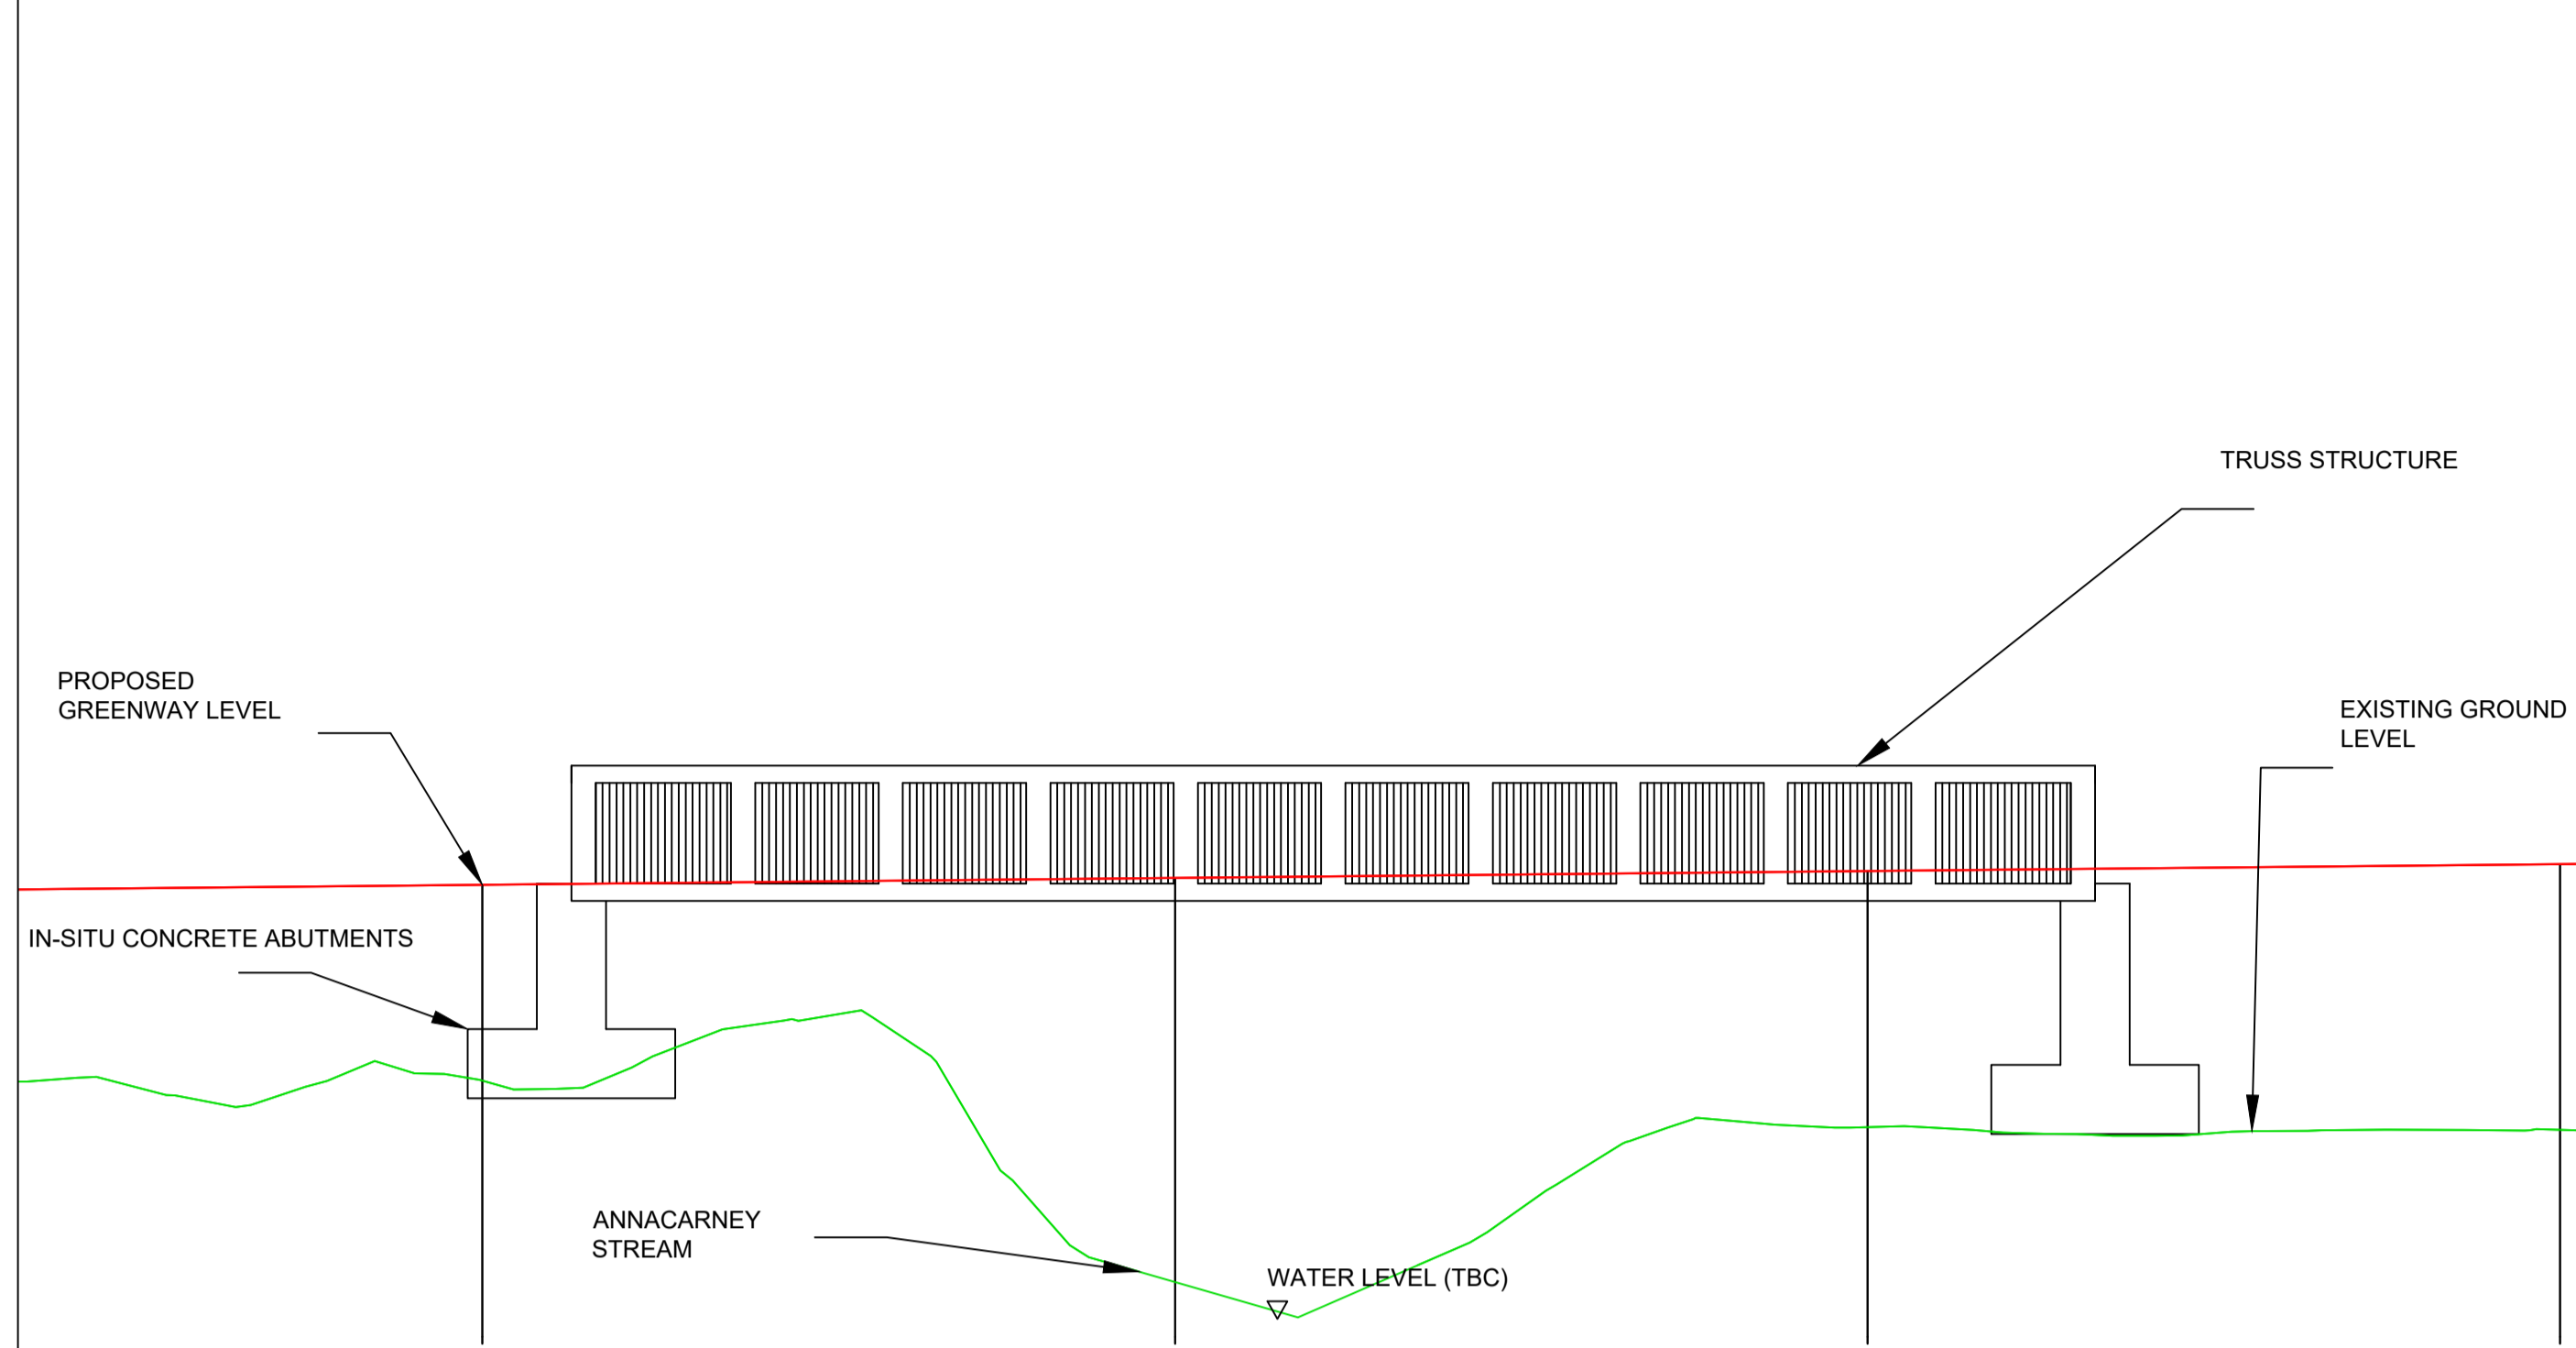 TRUSS STRUCTURE
PROPOSED
GREENWAY LEVEL
EXISTING GROUND
LEVEL
IN-SITU CONCRETE ABUTMENTS
ANNACARNEY
STREAM
WATER LEVEL (TBC)